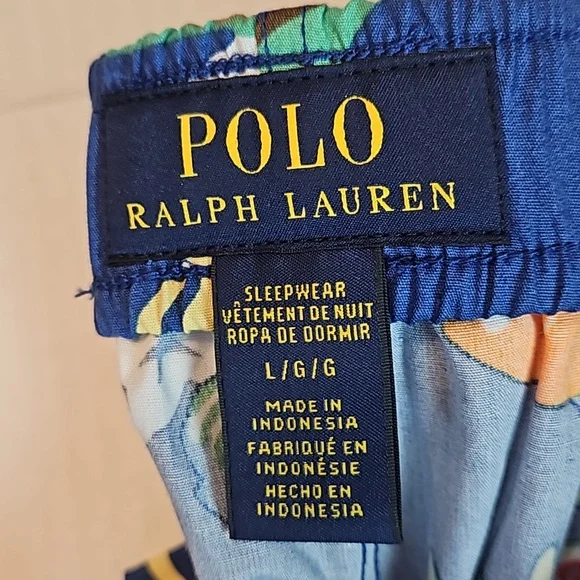 POLO
RALPH LAUREN
SLEEPWEAR
VÊTEMENT DE NUIT
ROPA DE DORMIR
L/G/G
MADE IN
INDONESIA
FABRIQUÉ EN
INDONÉSIE
HECHO EN
INDONESIA